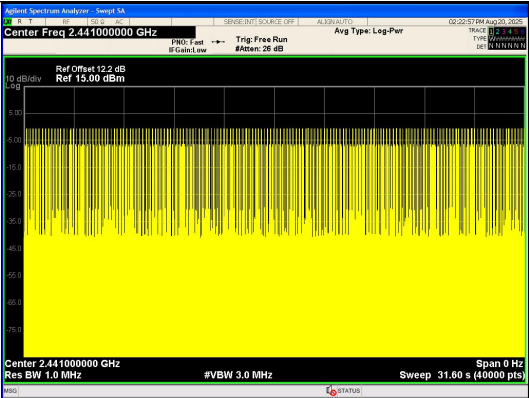 Agilent Spectrum Analyzer - Swept SA
R T RF 50 Ω AC SENSE:INT SOURCE OFF ALIGN AUTO 02:22:57 PM Aug 20, 2025
Center Freq 2.441000000 GHz Avg Type: Log-Pwr TRACE 1 2 3 4 5 6
PNO: Fast Trig: Free Run TYPE
IFGain:Low #Atten: 26 dB DET N N N N N N
Ref Offset 12.2 dB
10 dB/div Ref 15.00 dBm
Log
5.00
-5.00
-15.0
-25.0
-35.0
-45.0
-55.0
-65.0
-75.0
Center 2.441000000 GHz Span 0 Hz
Res BW 1.0 MHz #VBW 3.0 MHz Sweep 31.60 s (40000 pts)
MSG STATUS